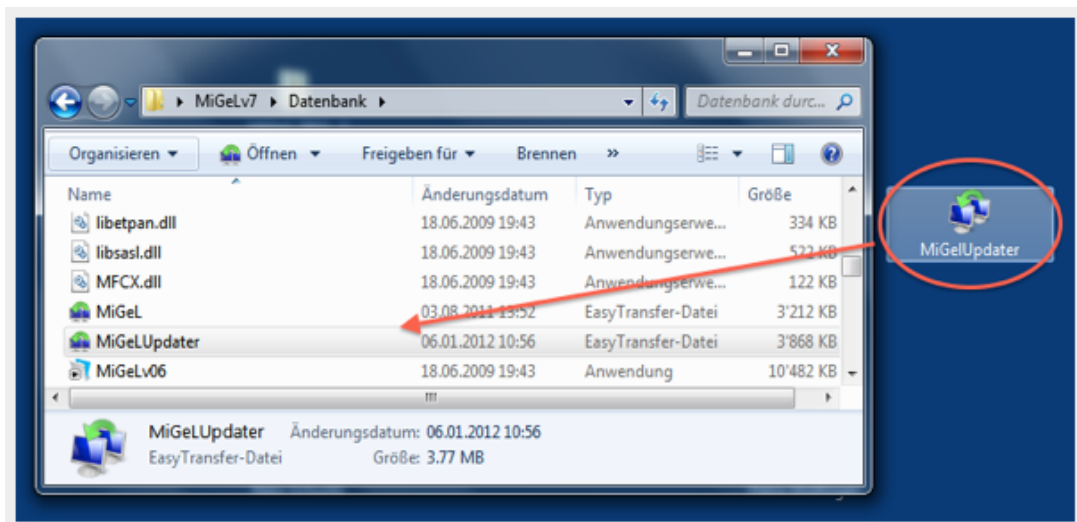 MiGeLv7 Datenbank Datenbank durc...
Organisieren Öffnen Freigeben für Brennen »
Name Änderungsdatum Typ Größe
libetpan.dll 18.06.2009 19:43 Anwendungserwe... 334 KB
libsasl.dll 18.06.2009 19:43 Anwendungserwe... 522 KB
MFCX.dll 18.06.2009 19:43 Anwendungserwe... 122 KB
MiGeL 03.08.2011 13:52 EasyTransfer-Datei 3'212 KB
MiGeLUpdater 06.01.2012 10:56 EasyTransfer-Datei 3'868 KB
MiGeLv06 18.06.2009 19:43 Anwendung 10'482 KB
MiGeLUpdater Änderungsdatum: 06.01.2012 10:56
EasyTransfer-Datei Größe: 3.77 MB
MiGelUpdater